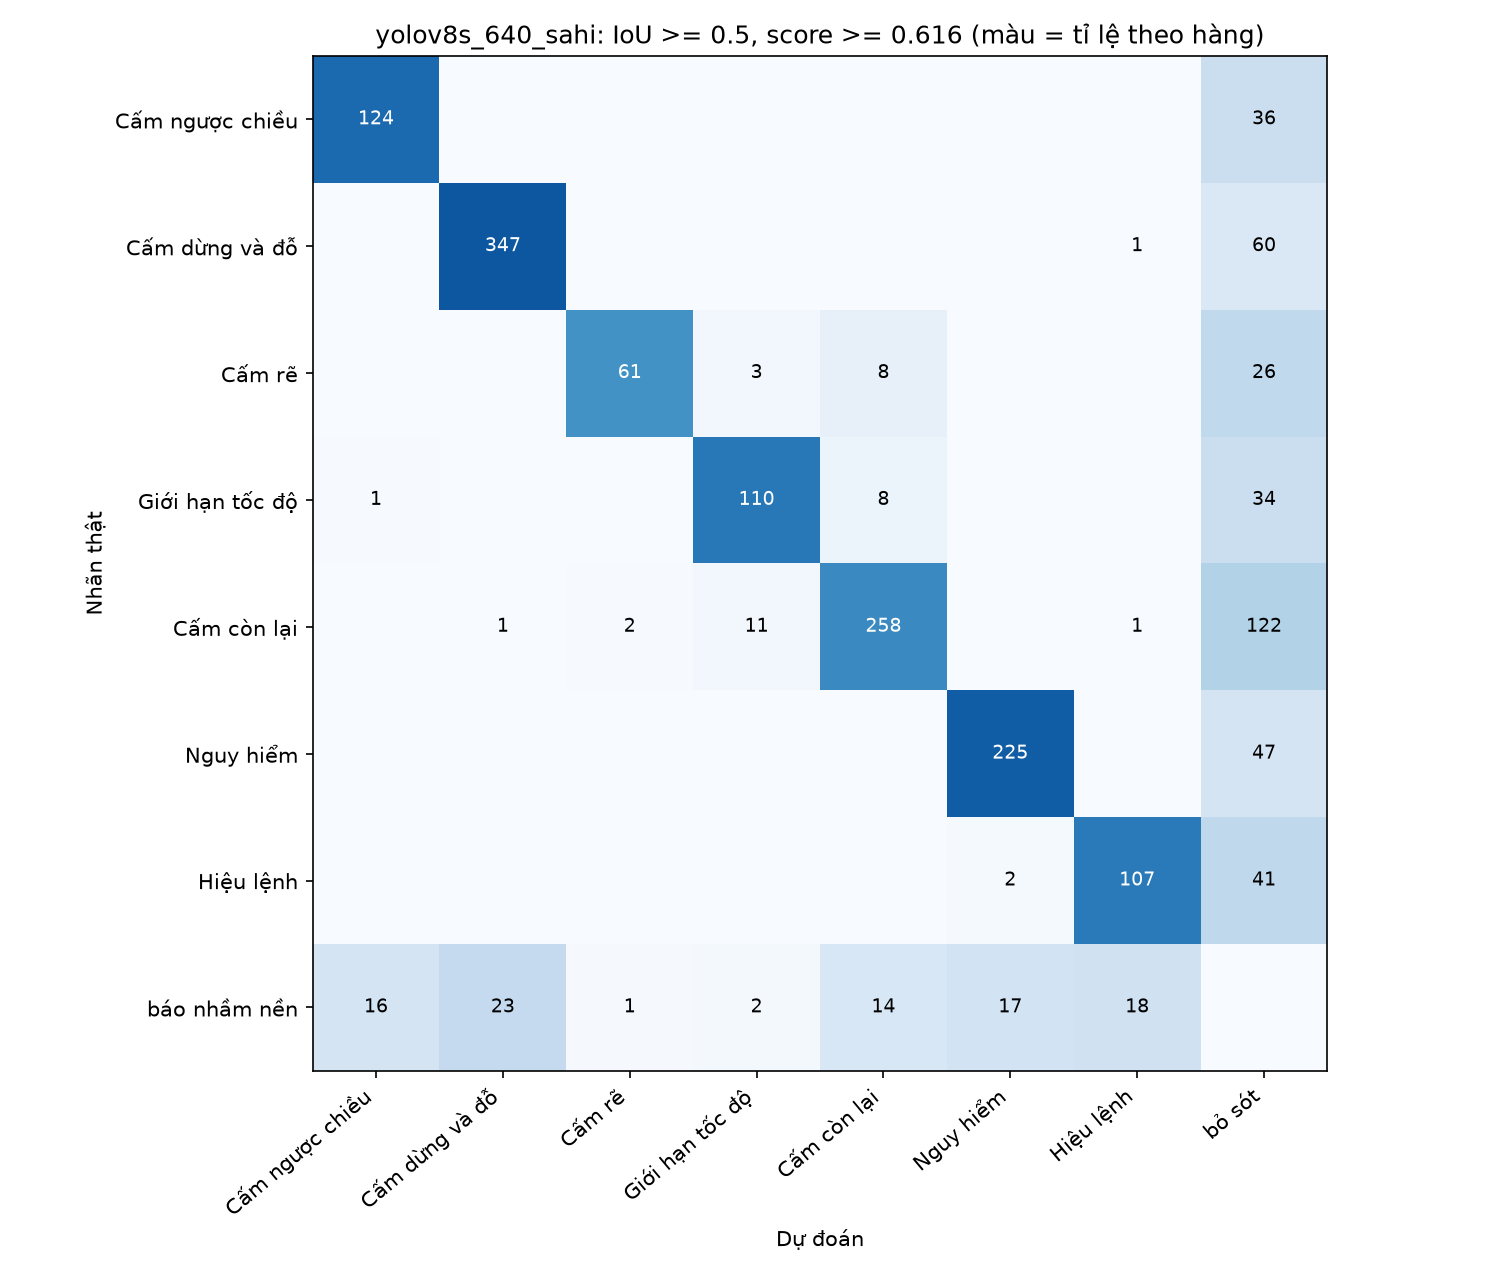 yolov8s_640_sahi: IoU >= 0.5, score >= 0.616 (màu = tỉ lệ theo hàng)
Nhãn thật
Cấm ngược chiều 124 36
Cấm dừng và đỗ 347 1 60
Cấm rẽ 61 3 8 26
Giới hạn tốc độ 1 110 8 34
Cấm còn lại 1 2 11 258 1 122
Nguy hiểm 225 47
Hiệu lệnh 2 107 41
báo nhầm nền 16 23 1 2 14 17 18
Cấm ngược chiều
Cấm dừng và đỗ
Cấm rẽ
Giới hạn tốc độ
Cấm còn lại
Nguy hiểm
Hiệu lệnh
bỏ sót
Dự đoán